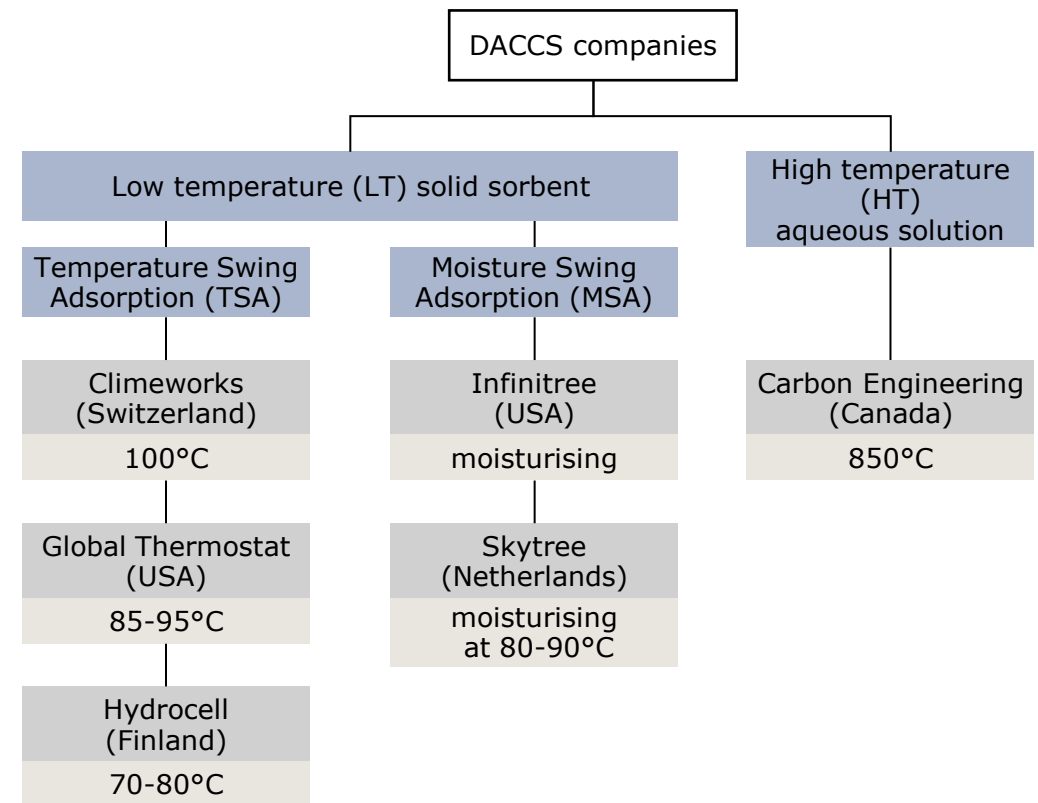 DACCS companies
Low temperature (LT) solid sorbent
High temperature
(HT)
aqueous solution
Temperature Swing
Adsorption (TSA)
Moisture Swing
Adsorption (MSA)
Climeworks
(Switzerland)
100°C
Infinitree
(USA)
moisturising
Carbon Engineering
(Canada)
850°C
Global Thermostat
(USA)
85-95°C
Skytree
(Netherlands)
moisturising
at 80-90°C
Hydrocell
(Finland)
70-80°C